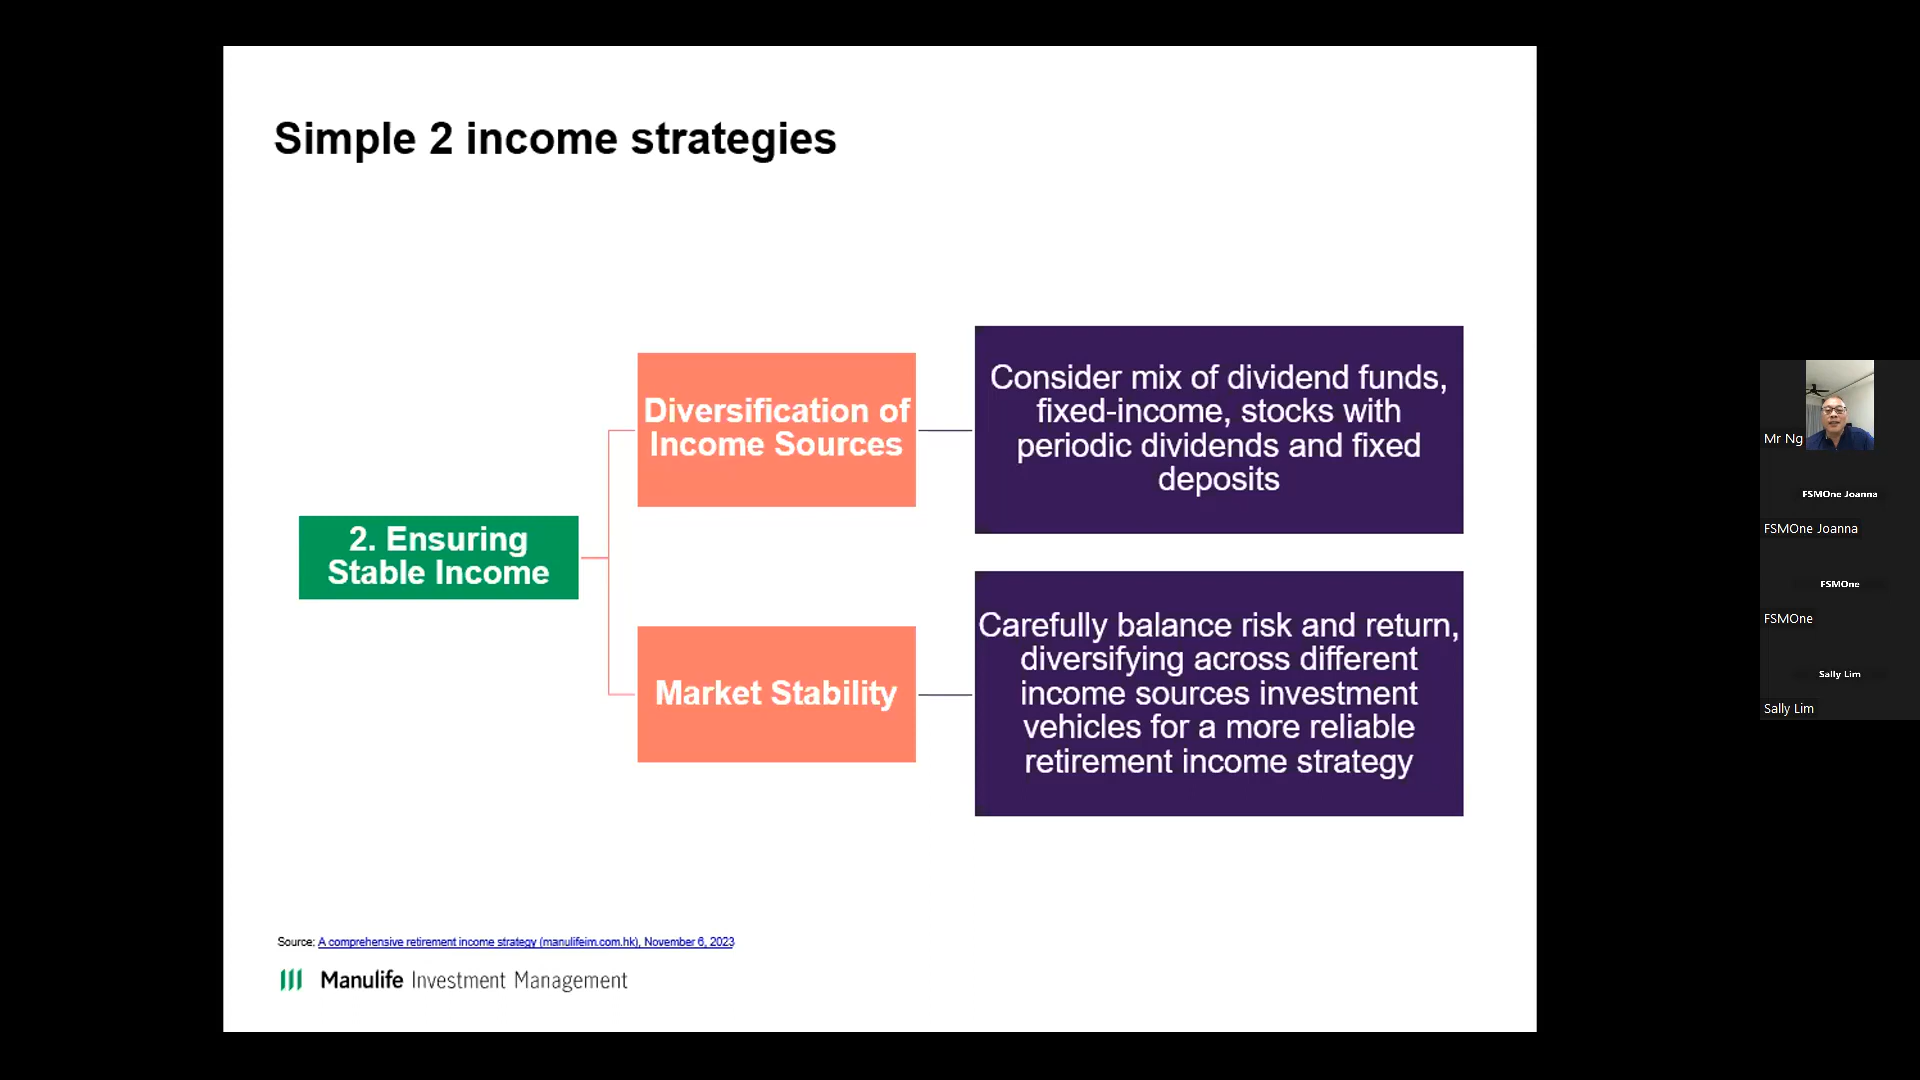 Simple 2 income strategies
Diversification of
Income Sources
Consider mix of dividend funds,
fixed-income, stocks with
periodic dividends and fixed
deposits
2. Ensuring
Stable Income
Market Stability
Carefully balance risk and return,
diversifying across different
income sources investment
vehicles for a more reliable
retirement income strategy
Source: A comprehensive retirement income strategy (manulifeim.com.hk), November 6, 2023
Manulife Investment Management
Mr Ng
FSMOne Joanna
FSMOne Joanna
FSMOne
FSMOne
Sally Lim
Sally Lim